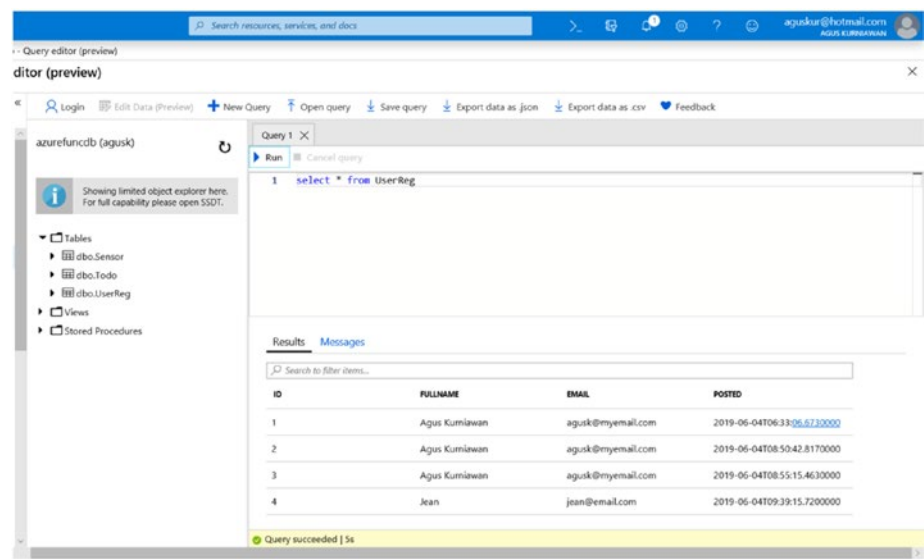 Search resources, services, and docs
aguskur@hotmail.com
AGUS KURNIAWAN
- Query editor (preview)
ditor (preview)
Login Edit Data (Preview) New Query Open query Save query Export data as .json Export data as .csv Feedback
azurefuncdb (agusk)
Showing limited object explorer here.
For full capability please open SSDT.
Tables
dbo.Sensor
dbo.Todo
dbo.UserReg
Views
Stored Procedures
Query 1
Run Cancel query
1 select * from UserReg
Results Messages
Search to filter items...
ID FULLNAME EMAIL POSTED
1 Agus Kurniawan agusk@myemail.com 2019-06-04T06:33:06.6730000
2 Agus Kurniawan agusk@myemail.com 2019-06-04T08:50:42.8170000
3 Agus Kurniawan agusk@myemail.com 2019-06-04T08:55:15.4630000
4 Jean jean@email.com 2019-06-04T09:39:15.7200000
Query succeeded | 5s